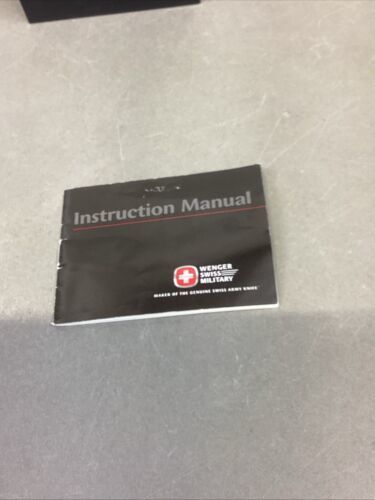 Instruction Manual
WENGER
SWISS
MILITARY
MAKER OF THE GENUINE SWISS ARMY KNIFE